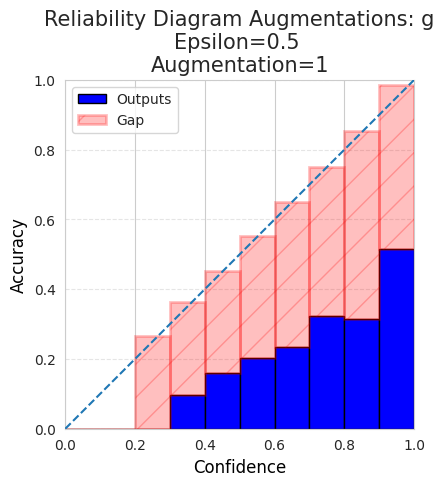 Reliability Diagram Augmentations: g
Epsilon=0.5
Augmentation=1
1.0
0.8
0.6
0.4
0.2
0.0
Accuracy
Outputs
Gap
0.0 0.2 0.4 0.6 0.8 1.0
Confidence